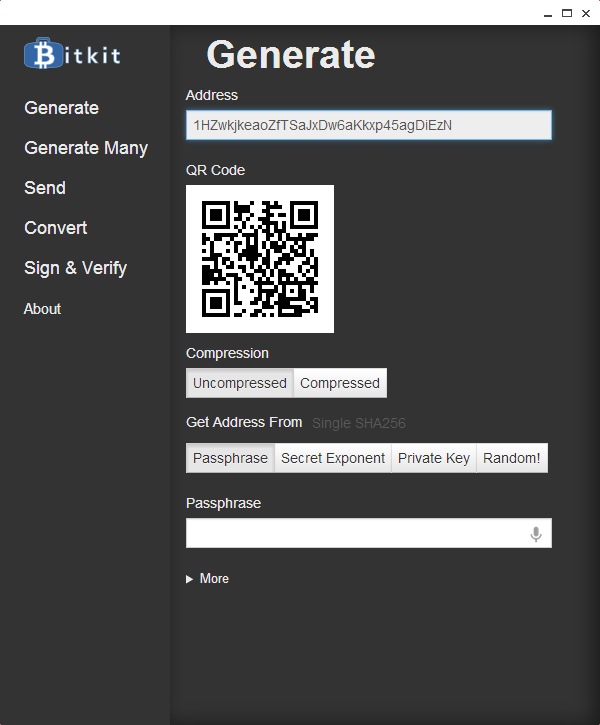 Bitkit
Generate
Generate Many
Send
Convert
Sign & Verify
About
Generate
Address
1HZwkjkeaoZfTSaJxDw6aKkxp45agDiEzN
QR Code
Compression
Uncompressed Compressed
Get Address From Single SHA256
Passphrase Secret Exponent Private Key Random!
Passphrase
More